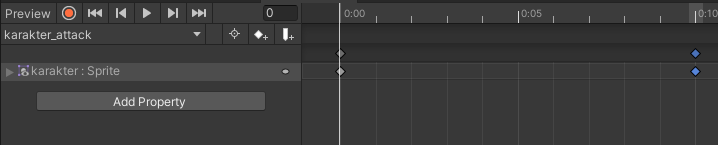 Preview 0 0:00 0:05 0:10
karakter_attack
karakter : Sprite
Add Property